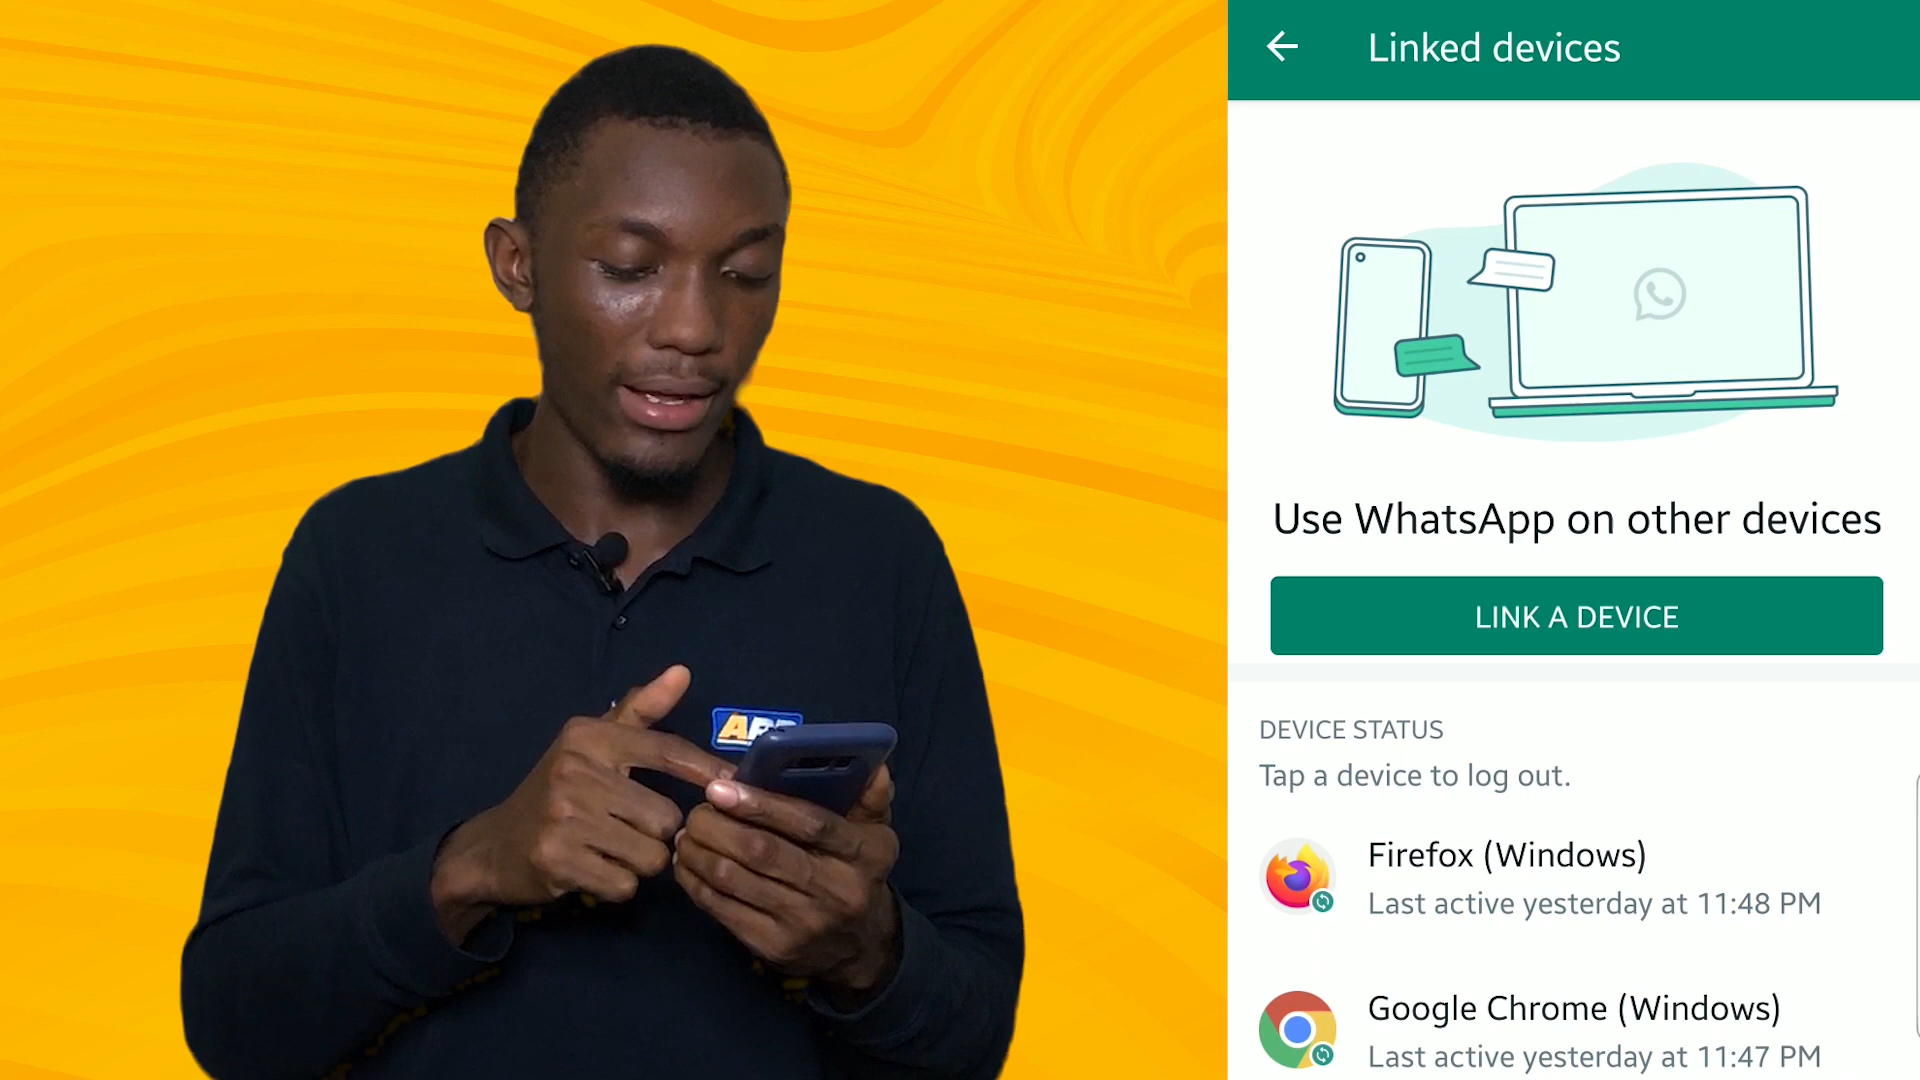 Linked devices
Use WhatsApp on other devices
LINK A DEVICE
DEVICE STATUS
Tap a device to log out.
Firefox (Windows)
Last active yesterday at 11:48 PM
Google Chrome (Windows)
Last active yesterday at 11:47 PM